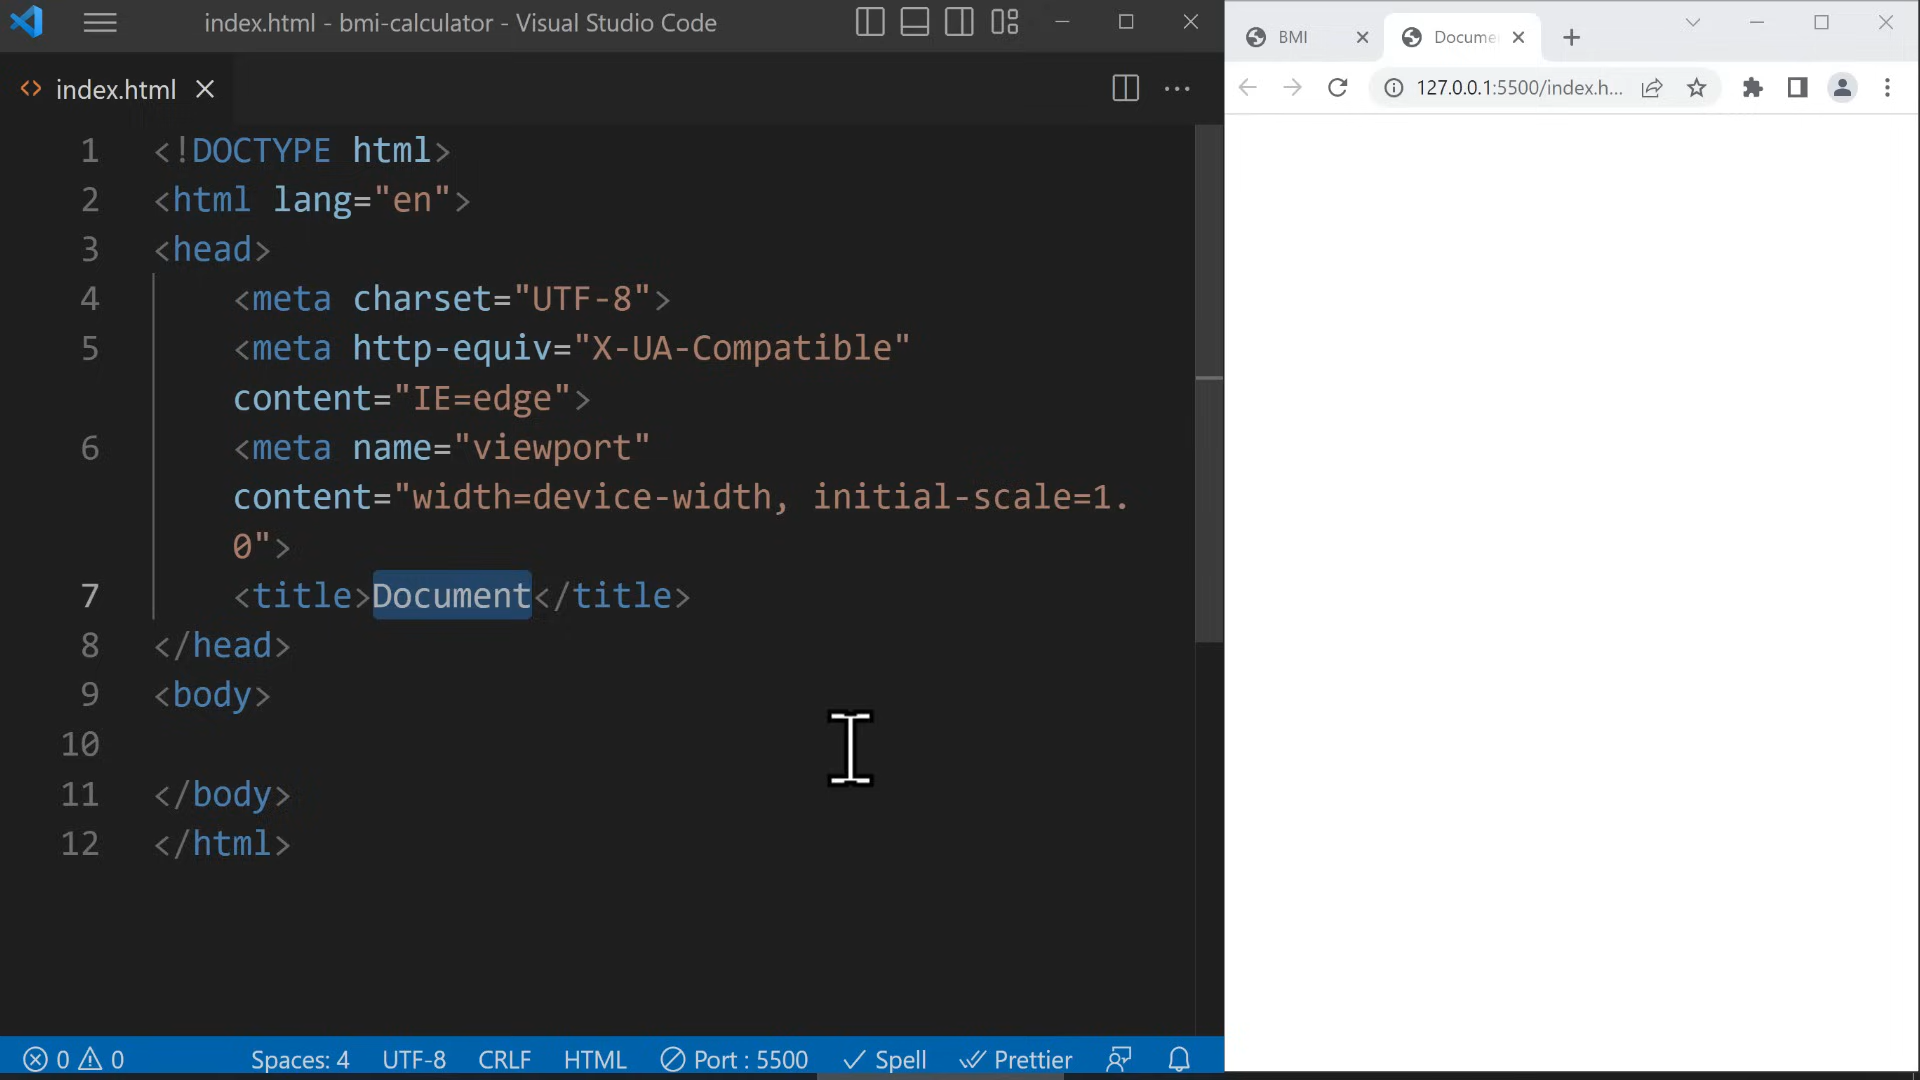 index.html - bmi-calculator - Visual Studio Code
BMI
Docume
index.html
127.0.0.1:5500/index.h...
1 <!DOCTYPE html>
2 <html lang="en">
3 <head>
4 <meta charset="UTF-8">
5 <meta http-equiv="X-UA-Compatible"
content="IE=edge">
6 <meta name="viewport"
content="width=device-width, initial-scale=1.
0">
7 <title>Document</title>
8 </head>
9 <body>
10
11 </body>
12 </html>
0 0 Spaces: 4 UTF-8 CRLF HTML Port : 5500 Spell Prettier